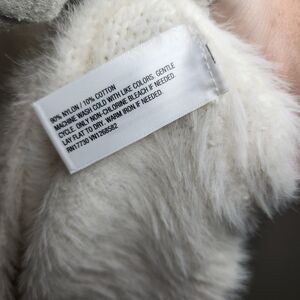 90% NYLON / 10% COTTON
MACHINE WASH COLD WITH LIKE COLORS. GENTLE
CYCLE. ONLY NON-CHLORINE BLEACH IF NEEDED.
LAY FLAT TO DRY. WARM IRON IF NEEDED.
RN17730 VN1268582